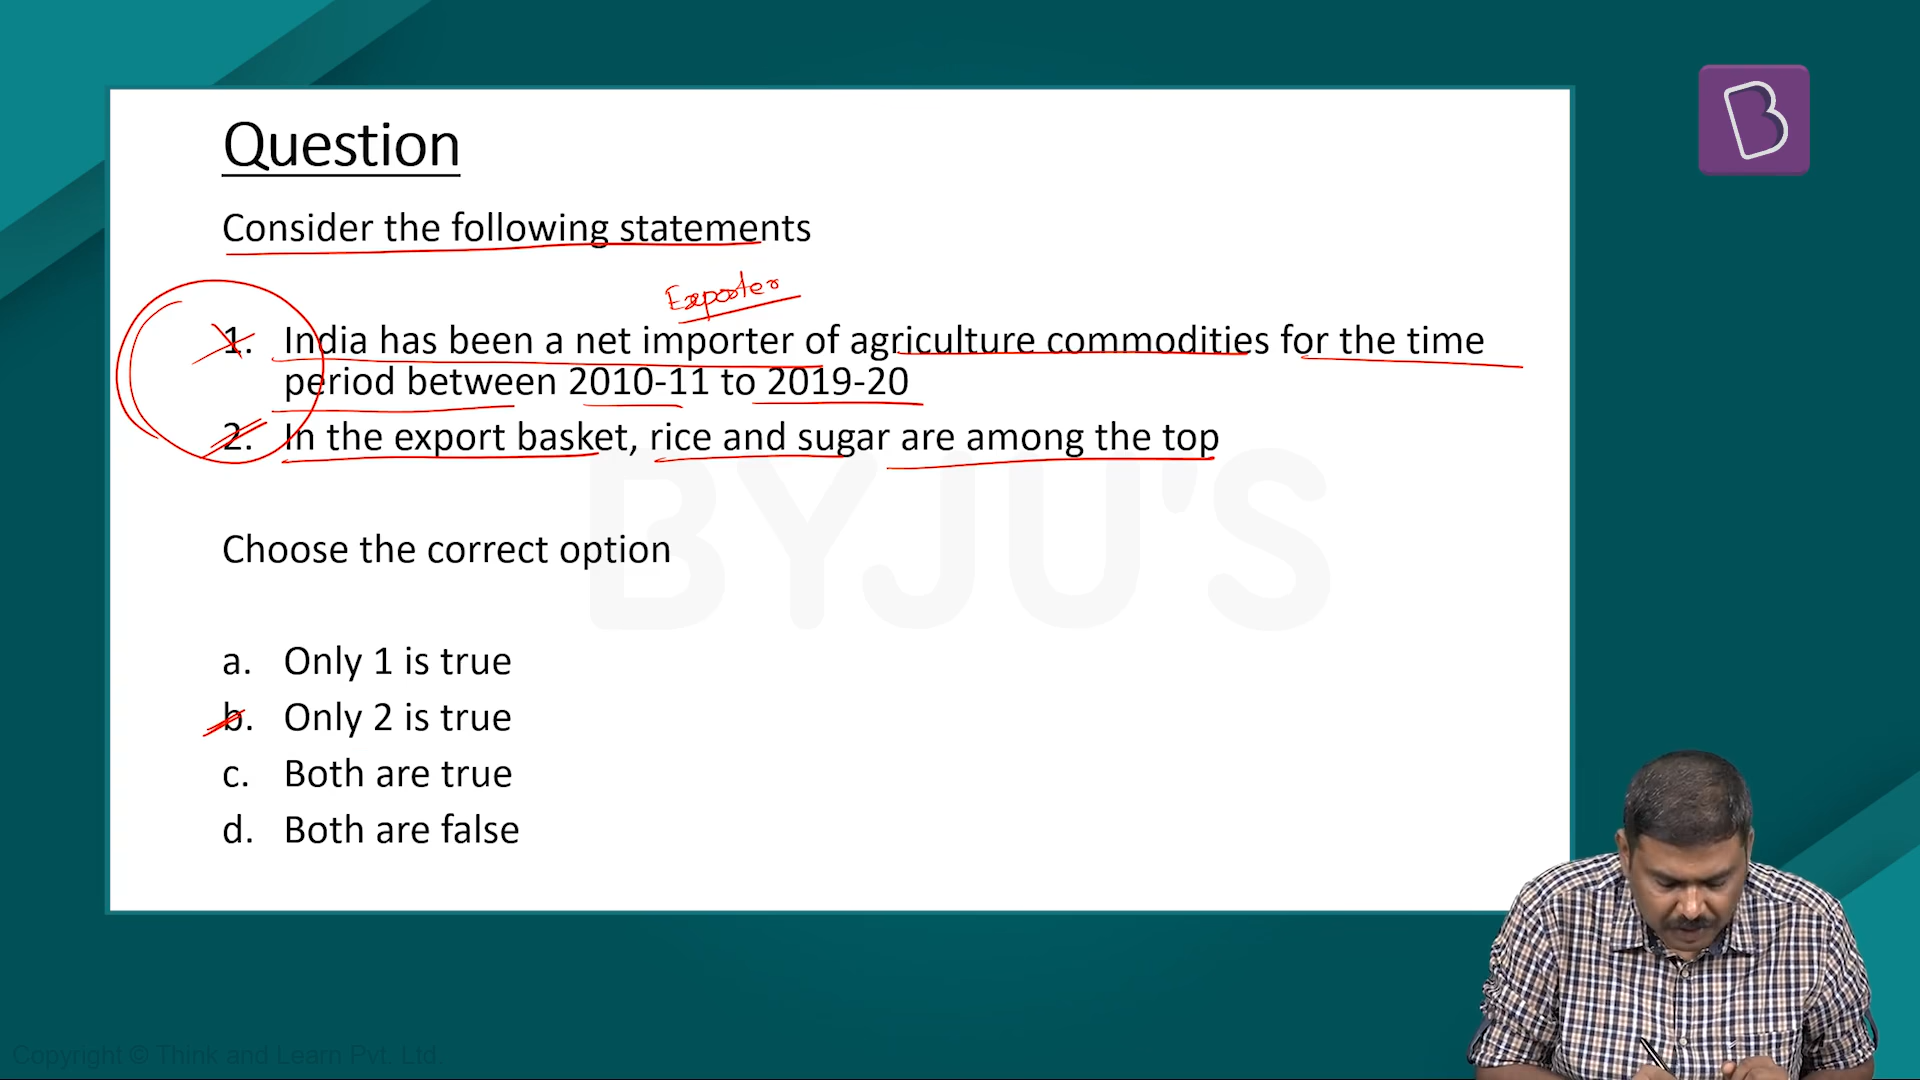 Question
Consider the following statements
Exporter
1. India has been a net importer of agriculture commodities for the time
period between 2010-11 to 2019-20
2. In the export basket, rice and sugar are among the top
BYJU'S
Choose the correct option
a. Only 1 is true
b. Only 2 is true
c. Both are true
d. Both are false
B
Copyright © Think and Learn Pvt. Ltd.